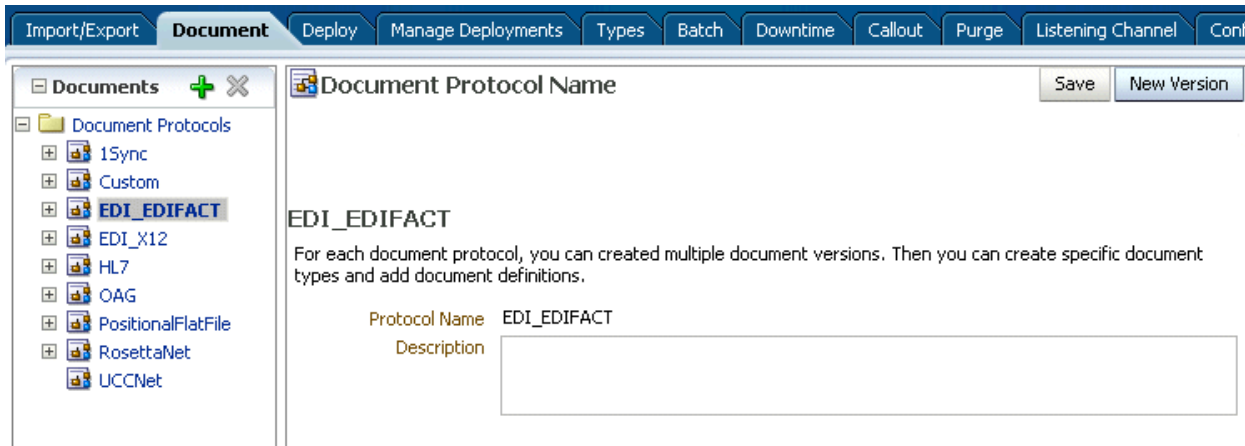 Import/Export Document Deploy Manage Deployments Types Batch Downtime Callout Purge Listening Channel
Documents
Document Protocols
1Sync
Custom
EDI_EDIFACT
EDI_X12
HL7
OAG
PositionalFlatFile
RosettaNet
UCCNet
Document Protocol Name Save New Version
EDI_EDIFACT
For each document protocol, you can created multiple document versions. Then you can create specific document
types and add document definitions.
Protocol Name EDI_EDIFACT
Description